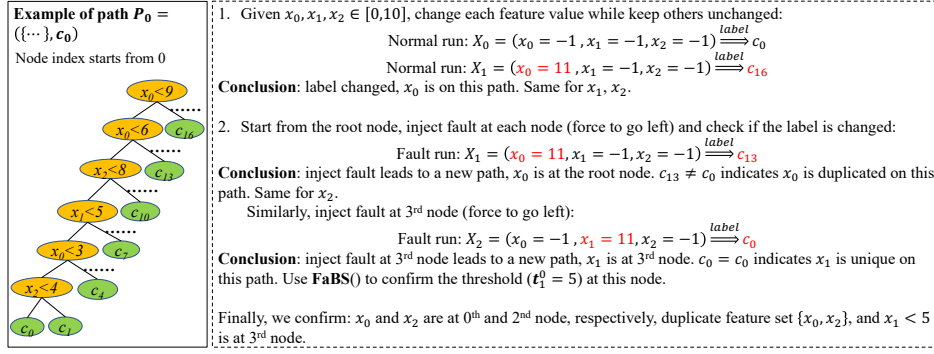 Example of path P₀ =
({⋯}, c₀)
Node index starts from 0
x₀<9
......
x₀<6
c₁₆
......
x₂<8
c₁₃
......
x₁<5
c₁₀
......
x₀<3
c₇
......
x₂<4
c₄
c₀
c₁
1. Given x₀, x₁, x₂ ∈ [0,10], change each feature value while keep others unchanged:
Normal run: X₀ = (x₀ = −1 , x₁ = −1, x₂ = −1) ⟹label c₀
Normal run: X₁ = (x₀ = 11 , x₁ = −1, x₂ = −1) ⟹label c₁₆
Conclusion: label changed, x₀ is on this path. Same for x₁, x₂.
2. Start from the root node, inject fault at each node (force to go left) and check if the label is changed:
Fault run: X₁ = (x₀ = 11, x₁ = −1, x₂ = −1) ⟹label c₁₃
Conclusion: inject fault leads to a new path, x₀ is at the root node. c₁₃ ≠ c₀ indicates x₀ is duplicated on this
path. Same for x₂.
Similarly, inject fault at 3rd node (force to go left):
Fault run: X₂ = (x₀ = −1 , x₁ = 11, x₂ = −1) ⟹label c₀
Conclusion: inject fault at 3rd node leads to a new path, x₁ is at 3rd node. c₀ = c₀ indicates x₁ is unique on
this path. Use FaBS() to confirm the threshold (t₁⁰ = 5) at this node.
Finally, we confirm: x₀ and x₂ are at 0th and 2nd node, respectively, duplicate feature set {x₀, x₂}, and x₁ < 5
is at 3rd node.